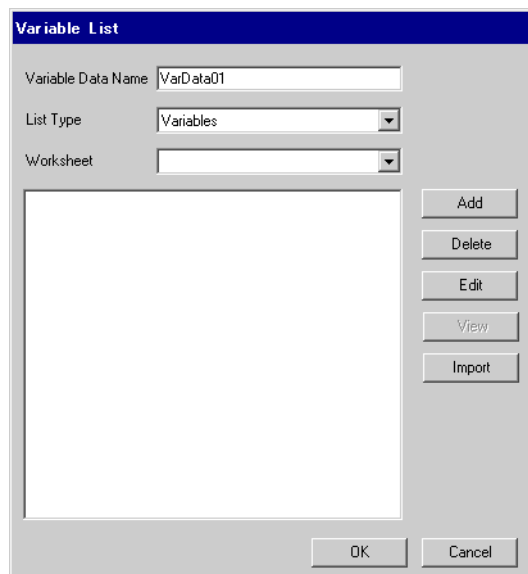 Variable List
Variable Data Name VarData01
List Type Variables
Worksheet
Add
Delete
Edit
View
Import
OK Cancel